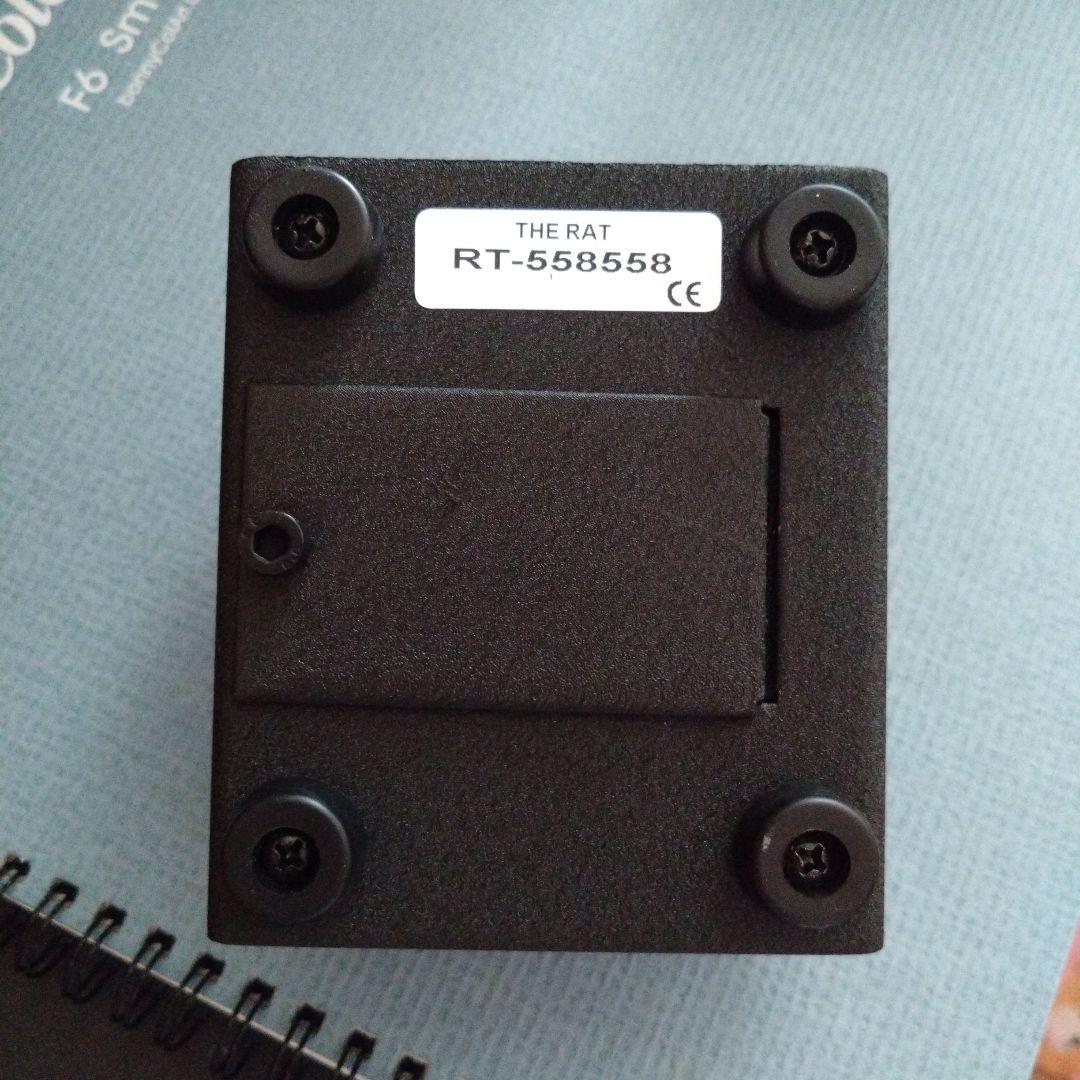 F6 Sm
THE RAT
RT-558558
CE